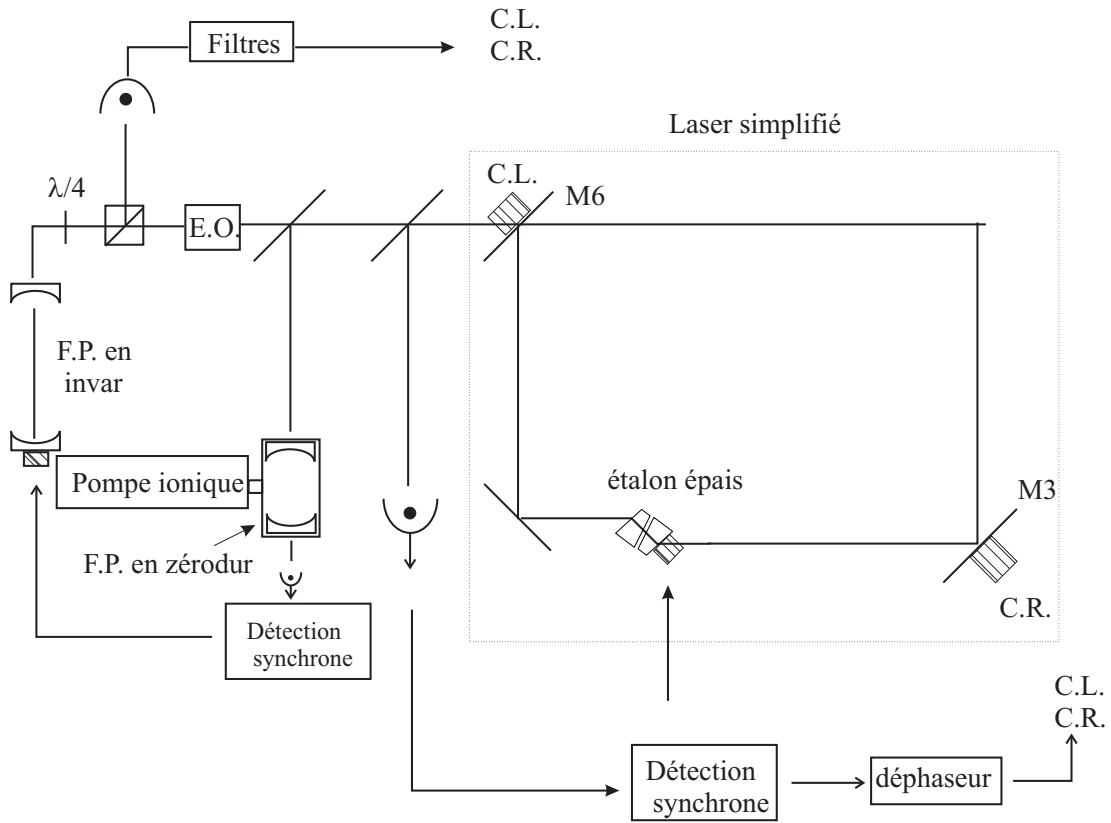 C.L.
C.R.
Filtres
Laser simplifié
C.L.
M6
λ/4
E.O.
F.P. en
invar
Pompe ionique
étalon épais
M3
F.P. en zérodur
C.R.
Détection
synchrone
C.L.
C.R.
Détection
synchrone
déphaseur